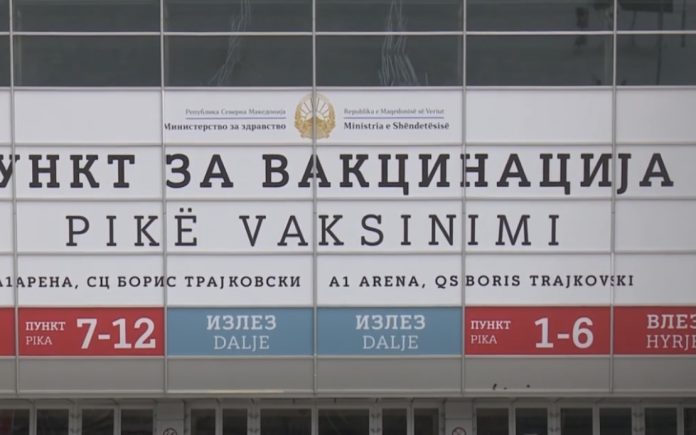 Република Северна Македонија
Министерство за здравство
Republika e Maqedonisë së Veriut
Ministria e Shëndetësisë
УНКТ ЗА ВАКЦИНАЦИЈА
PIKË VAKSINIMI
А1АРЕНА, СЦ БОРИС ТРАЈКОВСКИ
A1 ARENA, QS BORIS TRAJKOVSKI
ПУНКТ PIKA 7-12
ИЗЛЕЗ
DALJE
ИЗЛЕЗ
DALJE
ПУНКТ PIKA 1-6
ВЛЕЗ
HYRJE